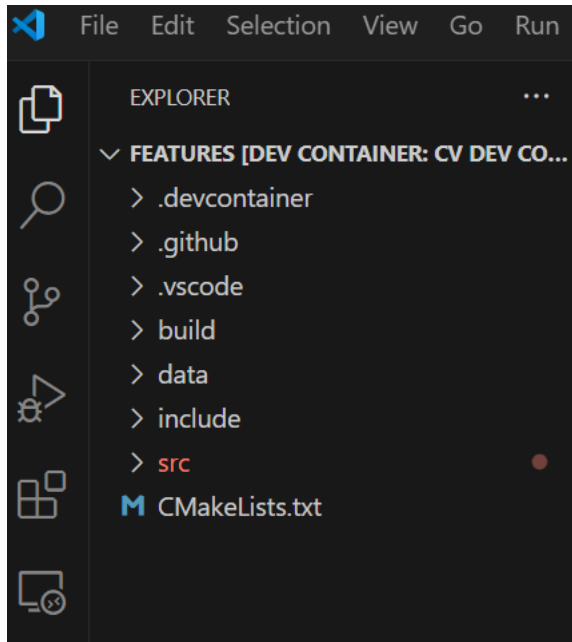 File Edit Selection View Go Run
EXPLORER ...
FEATURES [DEV CONTAINER: CV DEV CO...
.devcontainer
.github
.vscode
build
data
include
src
CMakeLists.txt